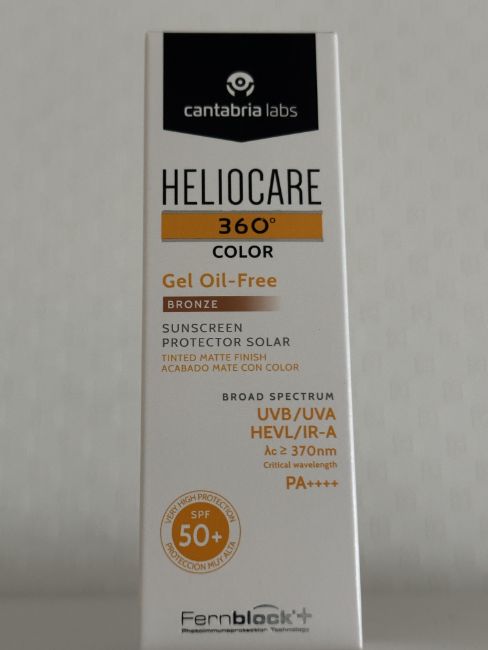 cantabria labs
HELIOCARE
360°
COLOR
Gel Oil-Free
BRONZE
SUNSCREEN
PROTECTOR SOLAR
TINTED MATTE FINISH
ACABADO MATE CON COLOR
BROAD SPECTRUM
UVB/UVA
HEVL/IR-A
λc ≥ 370nm
Critical wavelength
PA++++
VERY HIGH PROTECTION
SPF
50+
PROTECCIÓN MUY ALTA
Fernblock®+
Photoimmunoprotection Technology